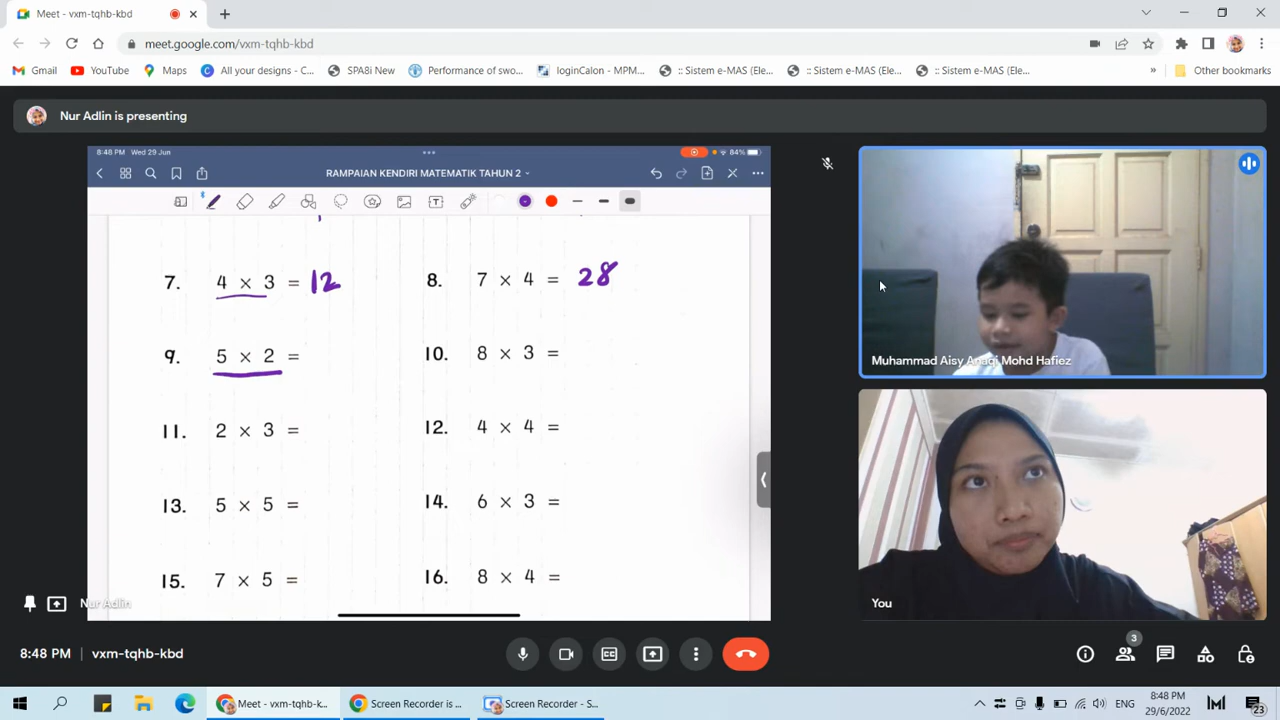 Meet - vxm-tqhb-kbd
meet.google.com/vxm-tqhb-kbd
Gmail YouTube Maps All your designs - C... SPA8i New Performance of swo... loginCalon - MPM... :: Sistem e-MAS (Ele... :: Sistem e-MAS (Ele... :: Sistem e-MAS (Ele... » Other bookmarks
Nur Adlin is presenting
8:48 PM Wed 29 Jun 84%
RAMPAIAN KENDIRI MATEMATIK TAHUN 2
7. 4 × 3 = 12 8. 7 × 4 = 28
9. 5 × 2 = 10. 8 × 3 =
11. 2 × 3 = 12. 4 × 4 =
13. 5 × 5 = 14. 6 × 3 =
15. 7 × 5 = 16. 8 × 4 =
Nur Adlin
Muhammad Aisy Anaqi Mohd Hafiez
You
8:48 PM vxm-tqhb-kbd
3
Meet - vxm-tqhb-k... Screen Recorder is ... Screen Recorder - S... ENG 8:48 PM
29/6/2022 23